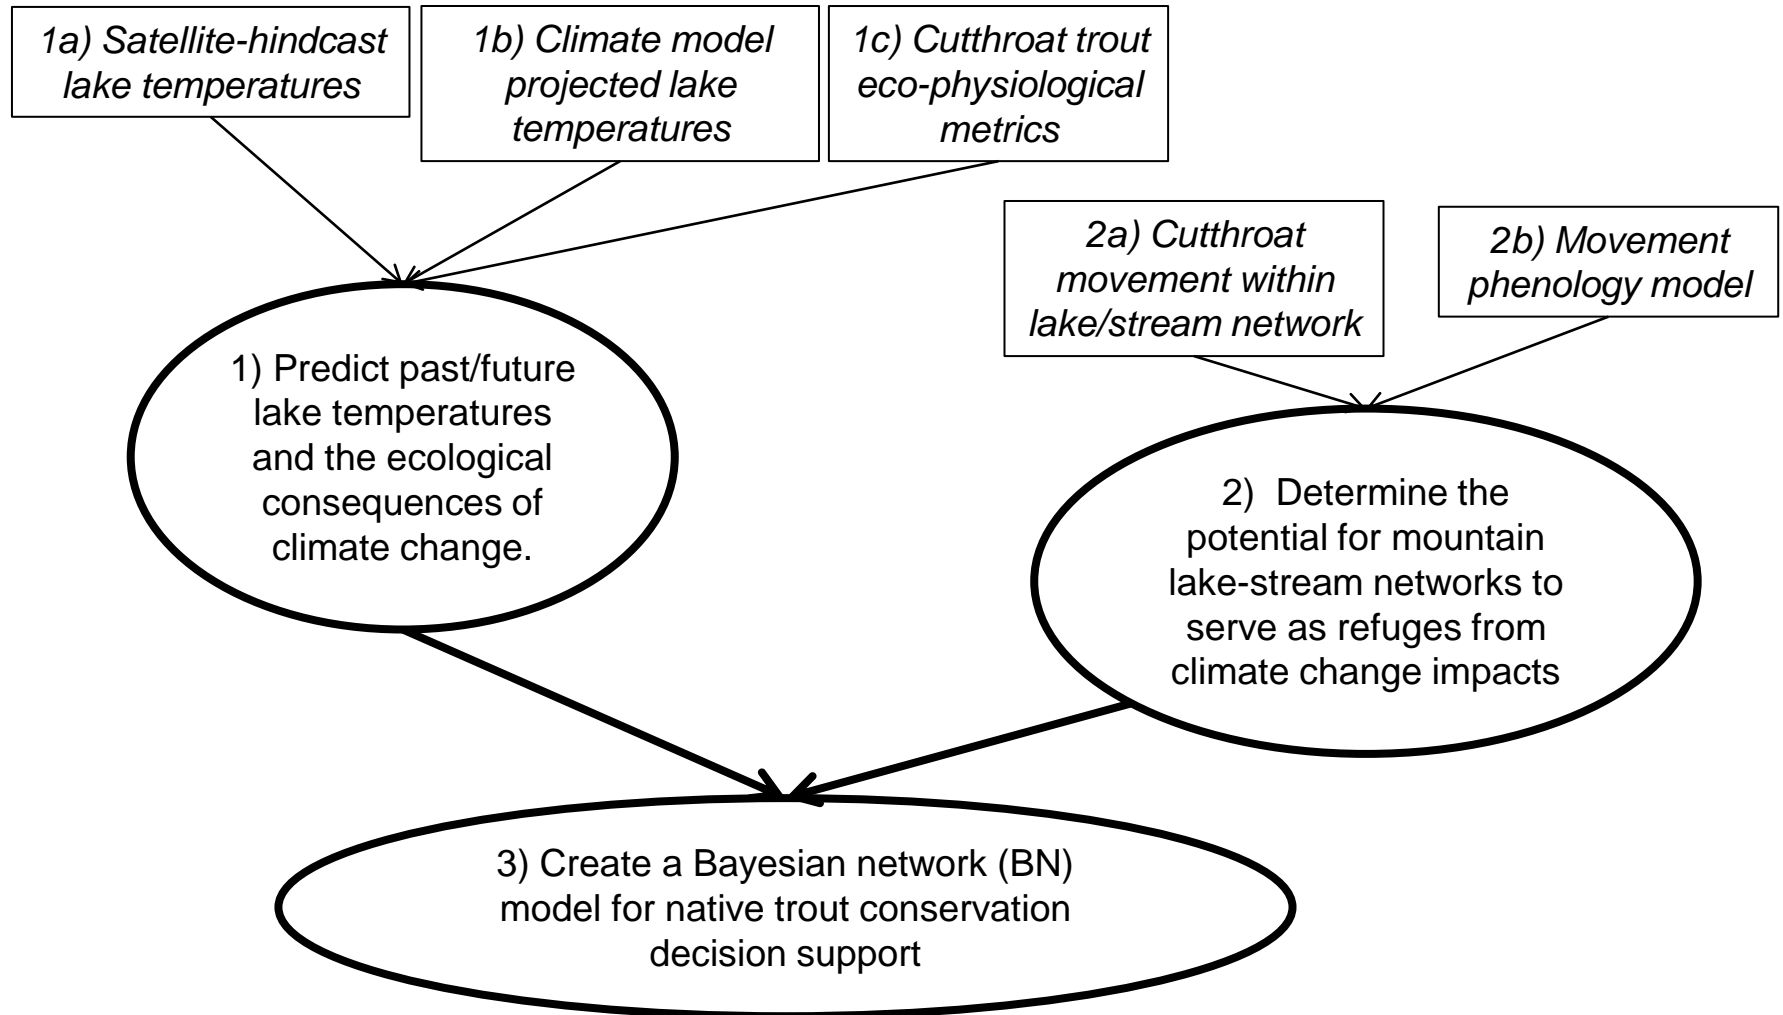 1a) Satellite-hindcast
lake temperatures
1b) Climate model
projected lake
temperatures
1c) Cutthroat trout
eco-physiological
metrics
2a) Cutthroat
movement within
lake/stream network
2b) Movement
phenology model
1) Predict past/future
lake temperatures
and the ecological
consequences of
climate change.
2)  Determine the
potential for mountain
lake-stream networks to
serve as refuges from
climate change impacts
3) Create a Bayesian network (BN)
model for native trout conservation
decision support